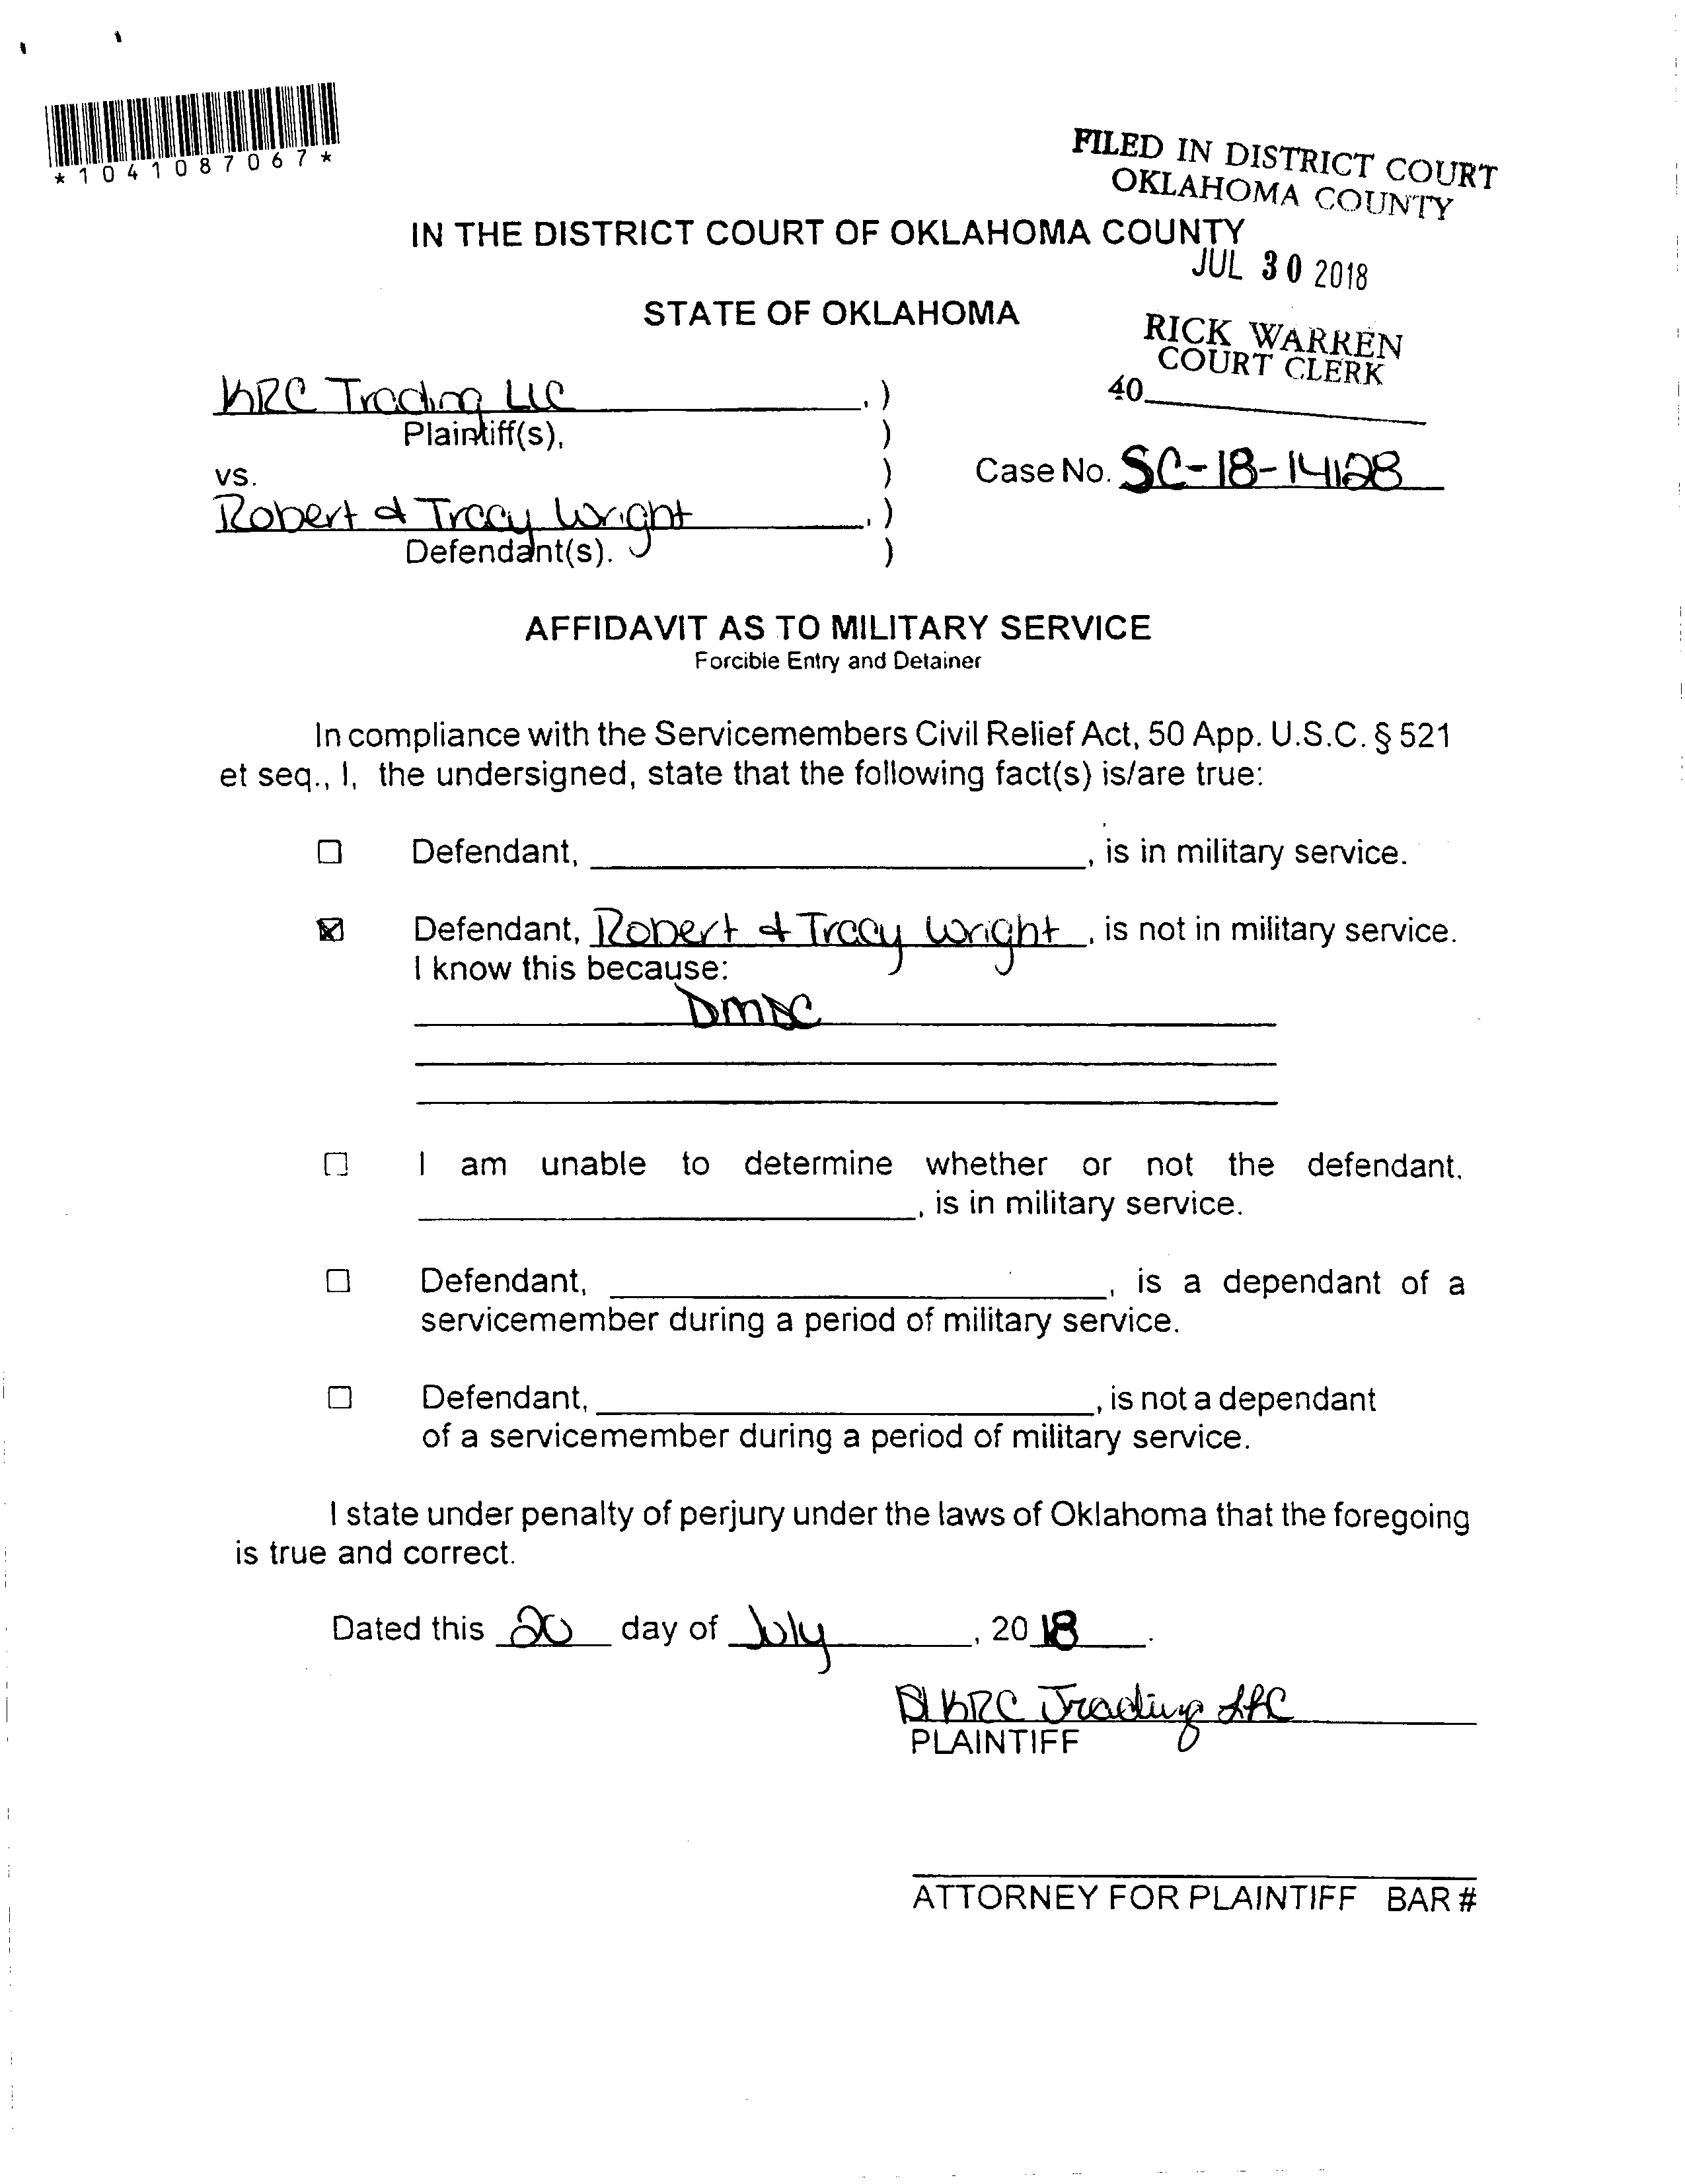 *1041087067*
FILED IN DISTRICT COURT
OKLAHOMA COUNTY
IN THE DISTRICT COURT OF OKLAHOMA COUNTY
JUL 30 2018
STATE OF OKLAHOMA
RICK WARREN
COURT CLERK
40
KRC Trading LLC , )
Plaintiff(s), )
vs. ) Case No. SC-18-14128
Robert & Tracy Wright , )
Defendant(s). )
AFFIDAVIT AS TO MILITARY SERVICE
Forcible Entry and Detainer
In compliance with the Servicemembers Civil Relief Act, 50 App. U.S.C. § 521
et seq., I, the undersigned, state that the following fact(s) is/are true:
☐ Defendant, , is in military service.
☒ Defendant, Robert & Tracy Wright , is not in military service.
I know this because:
DMDC
☐ I am unable to determine whether or not the defendant,
, is in military service.
☐ Defendant, , is a dependant of a
servicemember during a period of military service.
☐ Defendant, , is not a dependant
of a servicemember during a period of military service.
I state under penalty of perjury under the laws of Oklahoma that the foregoing
is true and correct.
Dated this 20 day of July , 2018 .
KRC Trading LLC
PLAINTIFF
ATTORNEY FOR PLAINTIFF BAR #